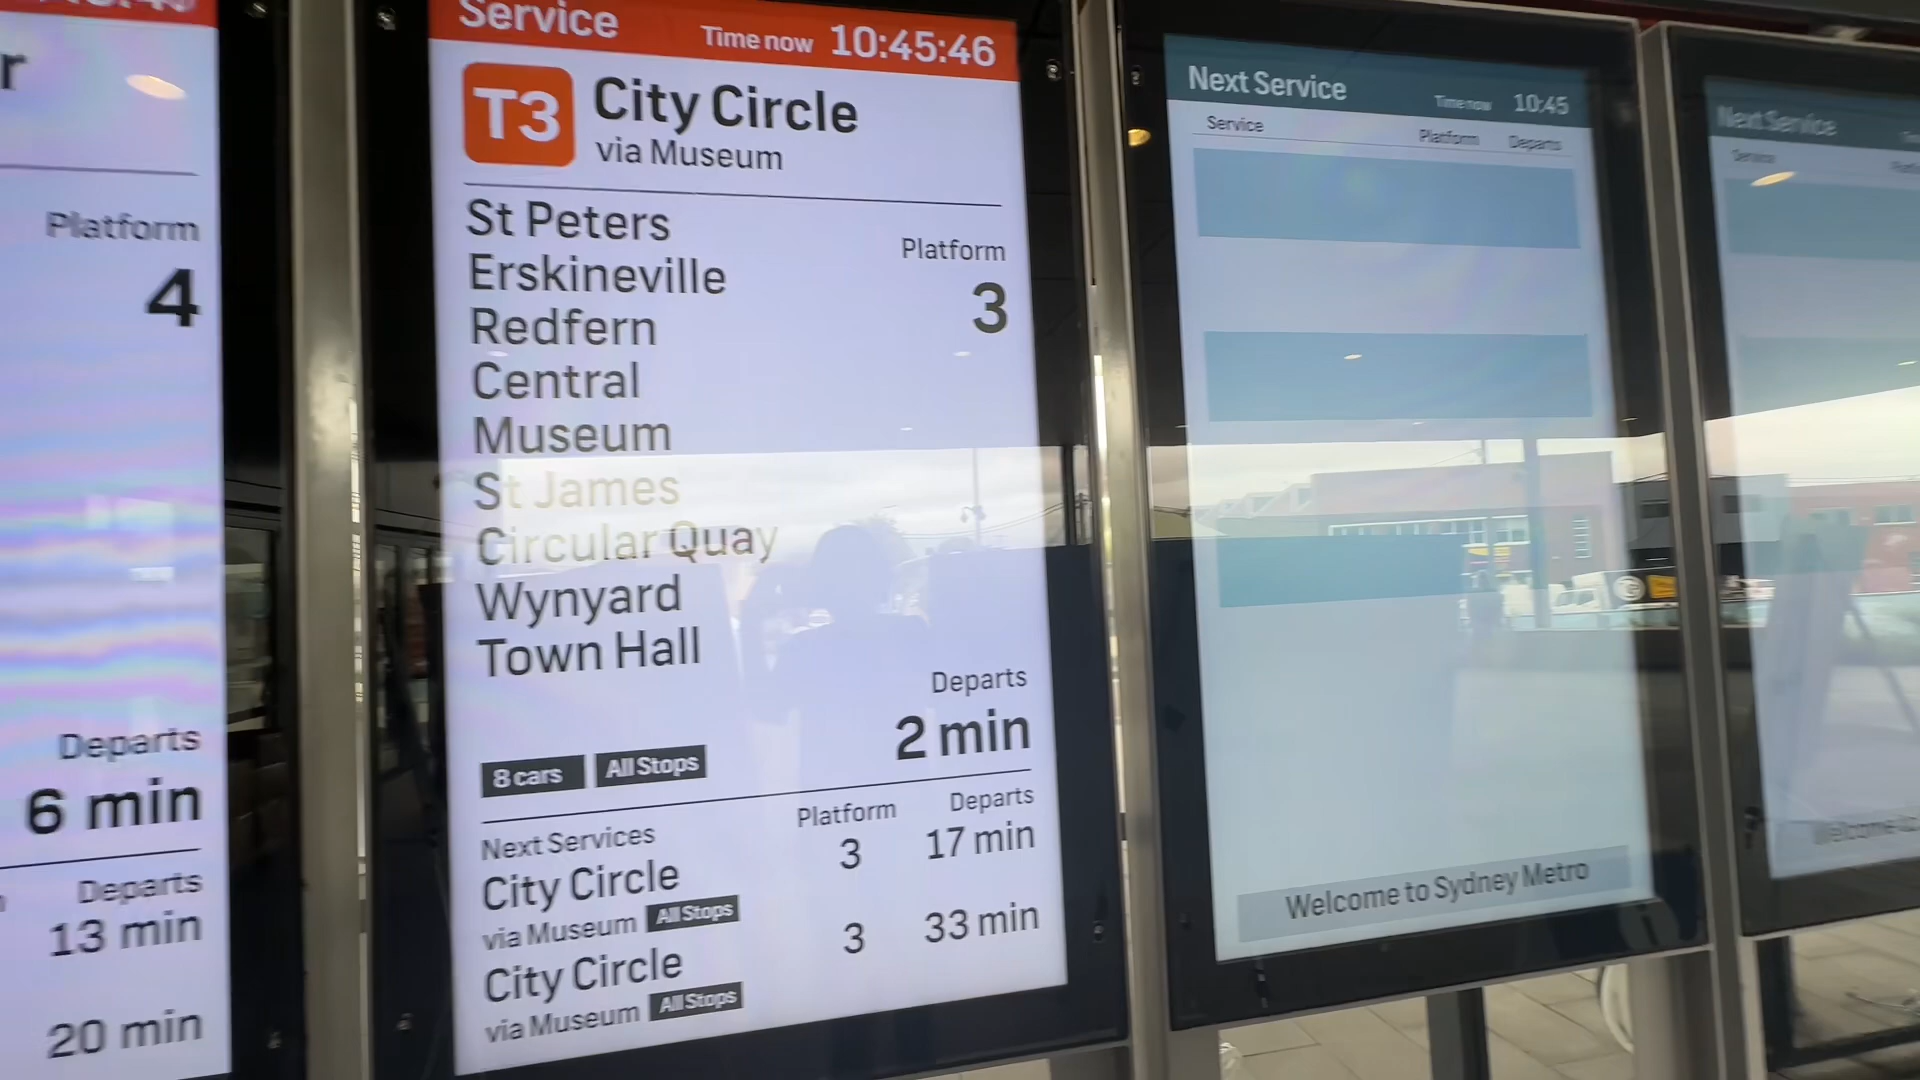 r
Platform
4
Departs
6 min
Departs
13 min
20 min
Service
Time now 10:45:46
T3 City Circle
via Museum
St Peters
Erskineville
Redfern
Central
Museum
St James
Circular Quay
Wynyard
Town Hall
Platform
3
Departs
2 min
8 cars All Stops
Next Services Platform Departs
City Circle 3 17 min
via Museum All Stops
City Circle 3 33 min
via Museum All Stops
Next Service Time now 10:45
Service Platform Departs
Welcome to Sydney Metro
Next Service
Service
Welcome to